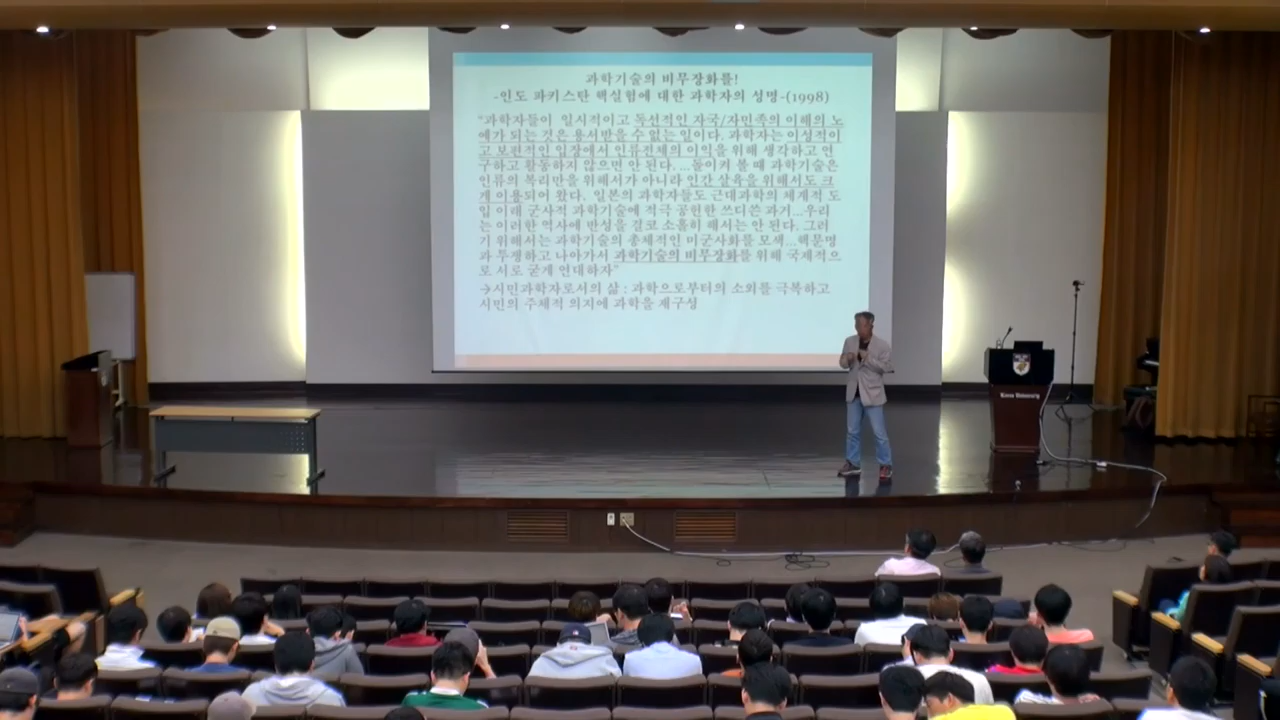 과학기술의 비무장화를!
-인도 파키스탄 핵실험에 대한 과학자의 성명-(1998)
“과학자들이 일시적이고 독선적인 자국/자민족의 이해의 노
예가 되는 것은 용서받을 수 없는 일이다. 과학자는 이성적이
고 보편적인 입장에서 인류전체의 이익을 위해 생각하고 연
구하고 활동하지 않으면 안 된다. ...돌이켜 볼 때 과학기술은
인류의 복리만을 위해서가 아니라 인간 살육을 위해서도 크
게 이용되어 왔다. 일본의 과학자들도 근대과학의 체계적 도
입 이래 군사적 과학기술에 적극 공헌한 쓰디쓴 과거...우리
는 이러한 역사에 반성을 결코 소홀히 해서는 안 된다. 그러
기 위해서는 과학기술의 총체적인 비군사화를 모색...핵문명
과 투쟁하고 나아가서 과학기술의 비무장화를 위해 국제적으
로 서로 굳게 연대하자”
→시민과학자로서의 삶 : 과학으로부터의 소외를 극복하고
시민의 주체적 의지에 과학을 재구성
Korea University